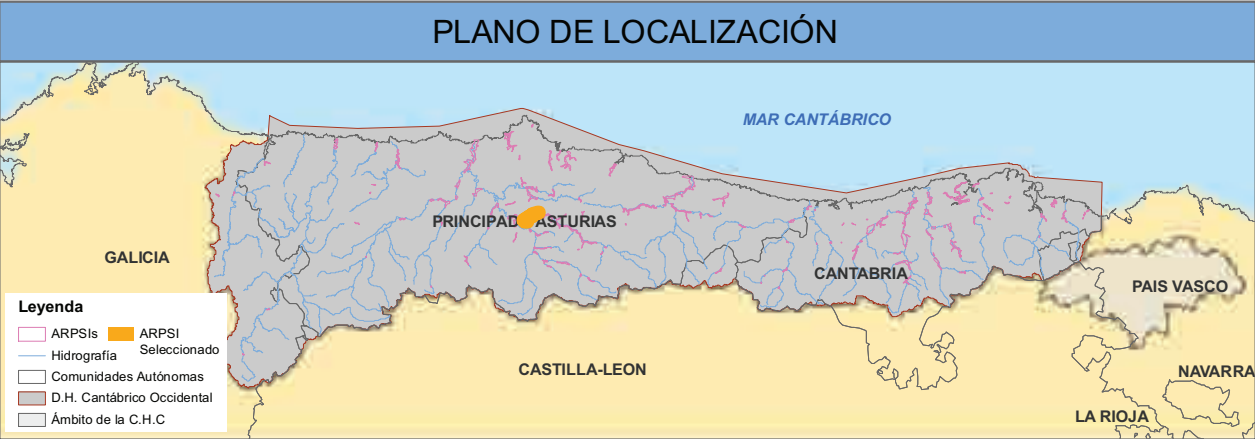 PLANO DE LOCALIZACIÓN
MAR CANTÁBRICO
PRINCIPAD ASTURIAS
GALICIA
CANTABRIA
PAIS VASCO
CASTILLA-LEON
NAVARRA
LA RIOJA
Leyenda
ARPSIs
ARPSI
Seleccionado
Hidrografía
Comunidades Autónomas
D.H. Cantábrico Occidental
Ámbito de la C.H.C